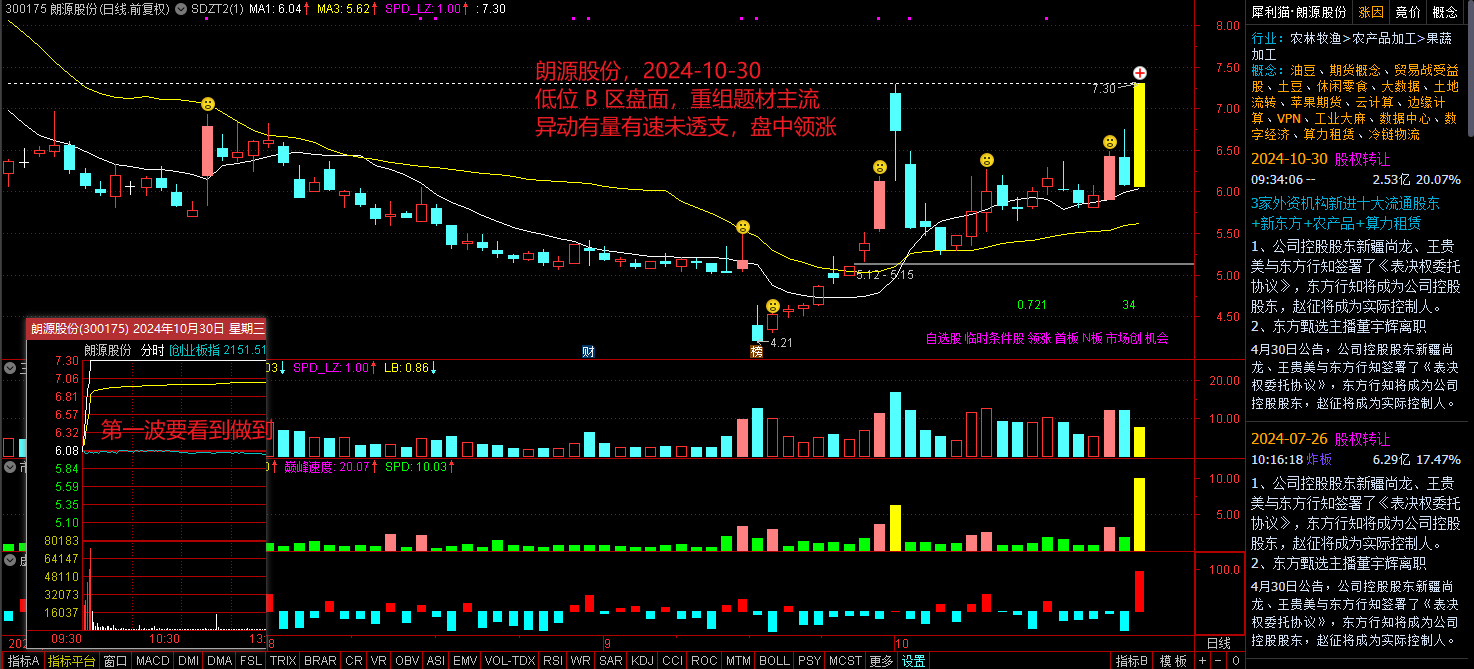 300175 朗源股份(日线.前复权) SDZT2(1) MA1: 6.04↑ MA3: 5.62↑ SPD_LZ: 1.00↑ : 7.30
朗源股份，2024-10-30
低位 B 区盘面，重组题材主流
异动有量有速未透支，盘中领涨
7.30
5.12 - 5.15
4.21
0.721
34
自选股 临时条件股 领涨 首板 N板 市场创 机会
财
榜
8.00
7.50
7.00
6.50
6.00
5.50
5.00
4.50
20.00
10.00
10.00
5.00
100.0
朗源股份(300175) 2024年10月30日 星期三
朗源股份 分时 创业板指 2151.51
7.30
7.06
6.81
6.57
6.32
6.08
5.84
5.59
5.35
5.10
80183
64147
48110
32073
16037
第一波要看到做到
09:30
10:30
13:
03↓ SPD_LZ: 1.00↑ LB: 0.86↓
0↑ 巅峰速度: 20.07↑ SPD: 10.03↑
8
9
10
日线
指标A 指标平台 窗口 MACD DMI DMA FSL TRIX BRAR CR VR OBV ASI EMV VOL-TDX RSI WR SAR KDJ CCI ROC MTM BOLL PSY MCST 更多 设置
指标B 模 板 + − 0
犀利猫·朗源股份 涨因 竞价 概念
行业：农林牧渔>农产品加工>果蔬
加工
概念：油豆、期货概念、贸易战受益
股、土豆、休闲零食、大数据、土地
流转、苹果期货、云计算、边缘计
算、VPN、工业大麻、数据中心、数
字经济、算力租赁、冷链物流
2024-10-30 股权转让
09:34:06 -- 2.53亿 20.07%
3家外资机构新进十大流通股东
+新东方+农产品+算力租赁
1、公司控股股东新疆尚龙、王贵
美与东方行知签署了《表决权委托
协议》，东方行知将成为公司控股
股东，赵征将成为实际控制人。
2、东方甄选主播董宇辉离职
4月30日公告，公司控股股东新疆尚
龙、王贵美与东方行知签署了《表决
权委托协议》，东方行知将成为公司
控股股东，赵征将成为实际控制人。
2024-07-26 股权转让
10:16:18 炸板 6.29亿 17.47%
1、公司控股股东新疆尚龙、王贵
美与东方行知签署了《表决权委托
协议》，东方行知将成为公司控股
股东，赵征将成为实际控制人。
2、东方甄选主播董宇辉离职
4月30日公告，公司控股股东新疆尚
龙、王贵美与东方行知签署了《表决
权委托协议》，东方行知将成为公司
控股股东，赵征将成为实际控制人。